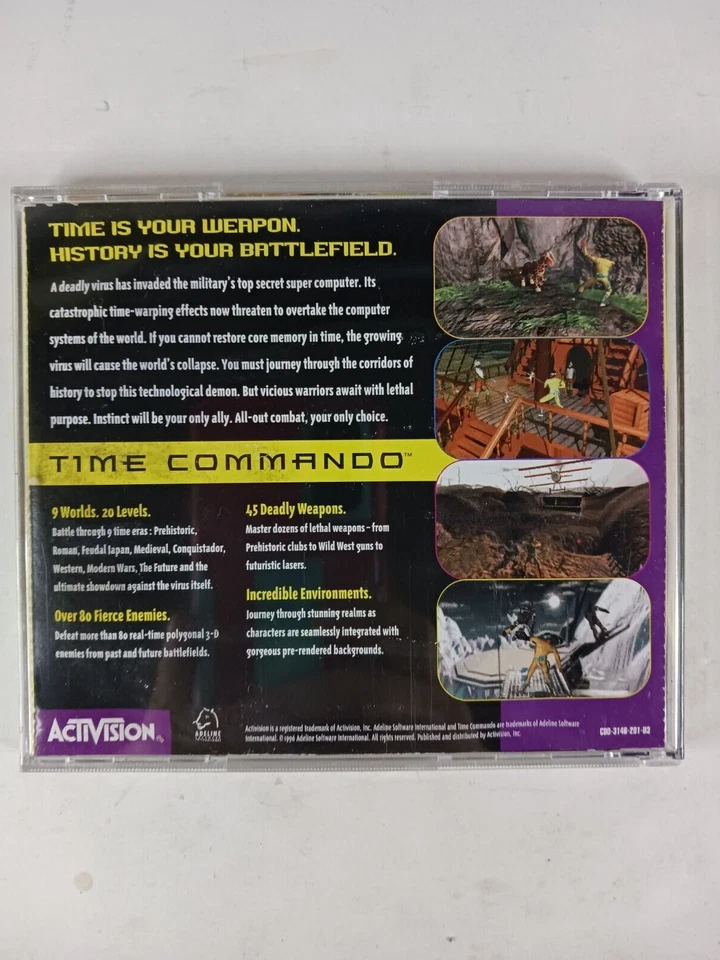 TIME IS YOUR WEAPON.
HISTORY IS YOUR BATTLEFIELD.
A deadly virus has invaded the military's top secret super computer. Its
catastrophic time-warping effects now threaten to overtake the computer
systems of the world. If you cannot restore core memory in time, the growing
virus will cause the world's collapse. You must journey through the corridors of
history to stop this technological demon. But vicious warriors await with lethal
purpose. Instinct will be your only ally. All-out combat, your only choice.
TIME COMMANDO™
9 Worlds. 20 Levels.
Battle through 9 time eras : Prehistoric,
Roman, Feudal Japan, Medieval, Conquistador,
Western, Modern Wars, The Future and the
ultimate showdown against the virus itself.
Over 80 Fierce Enemies.
Defeat more than 80 real-time polygonal 3-D
enemies from past and future battlefields.
45 Deadly Weapons.
Master dozens of lethal weapons – from
Prehistoric clubs to Wild West guns to
futuristic lasers.
Incredible Environments.
Journey through stunning realms as
characters are seamlessly integrated with
gorgeous pre-rendered backgrounds.
ACTIVISION®
ADELINE
Activision is a registered trademark of Activision, Inc. Adeline Software International and Time Commando are trademarks of Adeline Software
International. © 1996 Adeline Software International. All rights reserved. Published and distributed by Activision, Inc.
CDD-3148-201-U2